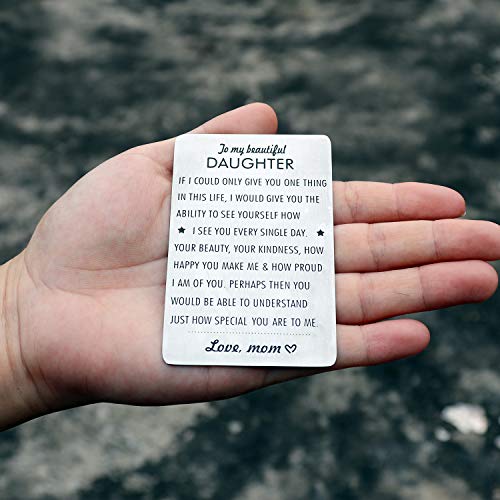 To my beautiful
DAUGHTER
IF I COULD ONLY GIVE YOU ONE THING
IN THIS LIFE, I WOULD GIVE YOU THE
ABILITY TO SEE YOURSELF HOW
★ I SEE YOU EVERY SINGLE DAY. ★
YOUR BEAUTY, YOUR KINDNESS, HOW
HAPPY YOU MAKE ME & HOW PROUD
I AM OF YOU. PERHAPS THEN YOU
WOULD BE ABLE TO UNDERSTAND
JUST HOW SPECIAL YOU ARE TO ME.
Love, mom ♡